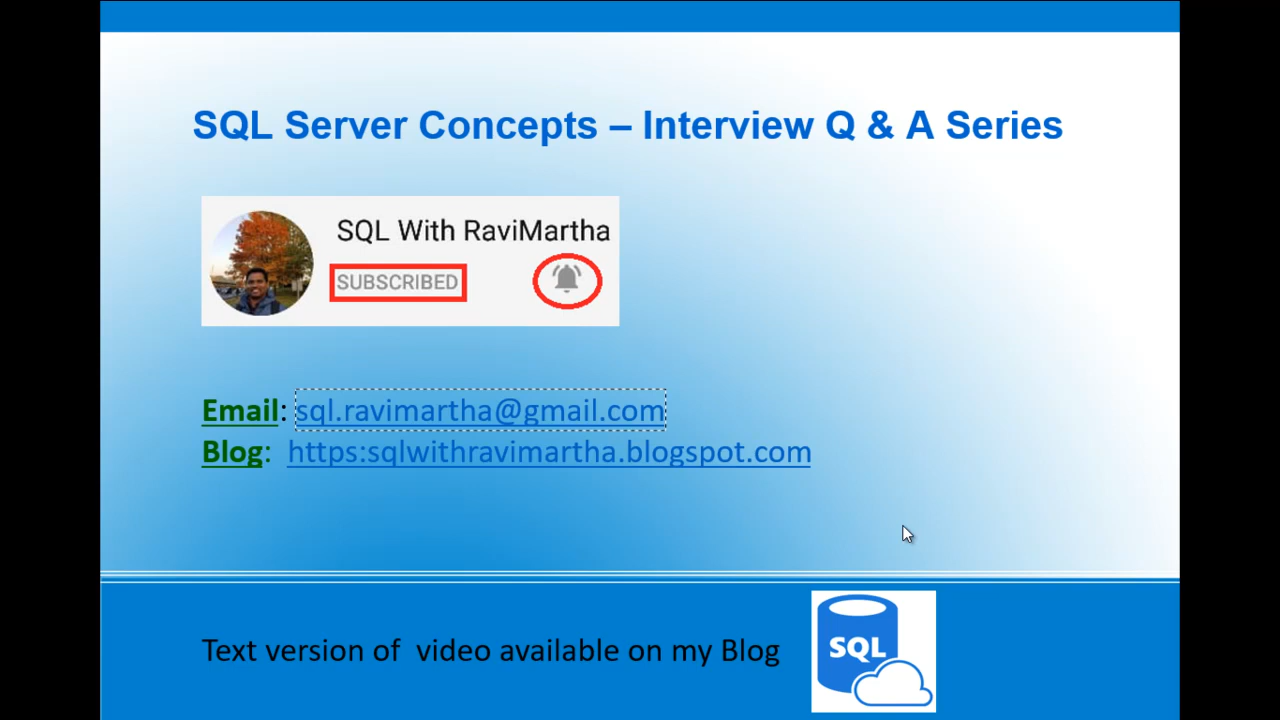 SQL Server Concepts – Interview Q & A Series
SQL With RaviMartha
SUBSCRIBED
Email: sql.ravimartha@gmail.com
Blog: https:sqlwithravimartha.blogspot.com
Text version of video available on my Blog
SQL